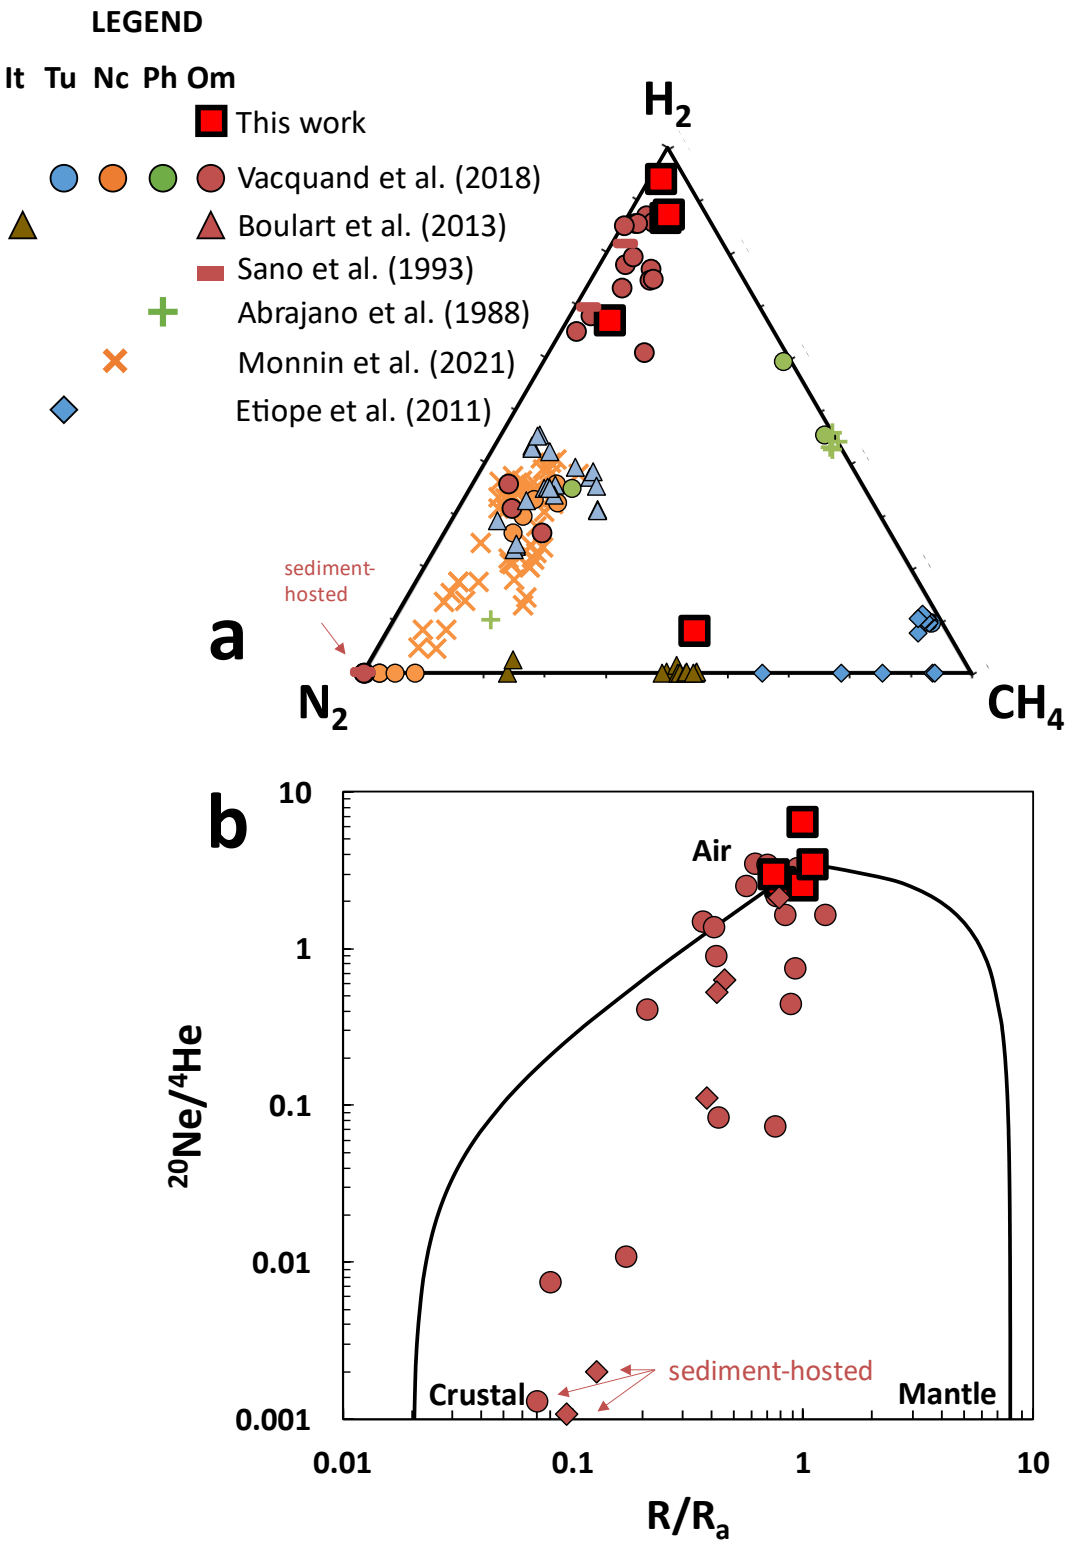 LEGEND
It Tu Nc Ph Om
This work
Vacquand et al. (2018)
Boulart et al. (2013)
Sano et al. (1993)
Abrajano et al. (1988)
Monnin et al. (2021)
Etiope et al. (2011)
H₂
sediment-
hosted
a
N₂
CH₄
b
10
Air
1
²⁰Ne/⁴He
0.1
0.01
sediment-hosted
Crustal
Mantle
0.001
0.01 0.1 1 10
R/Rₐ